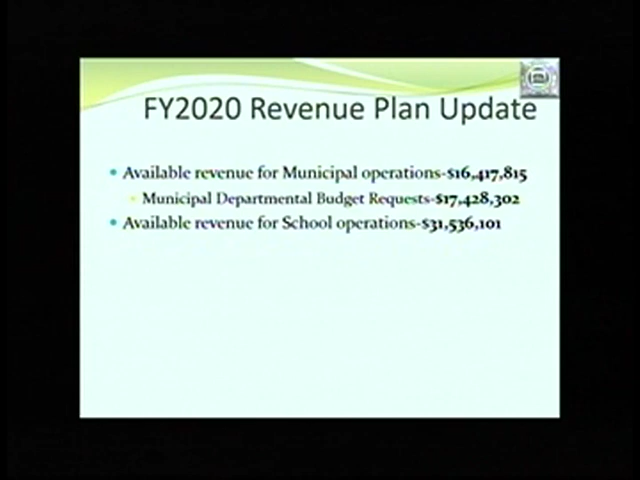 FY2020 Revenue Plan Update
Available revenue for Municipal operations-$16,417,815
Municipal Departmental Budget Requests-$17,428,302
Available revenue for School operations-$31,536,101